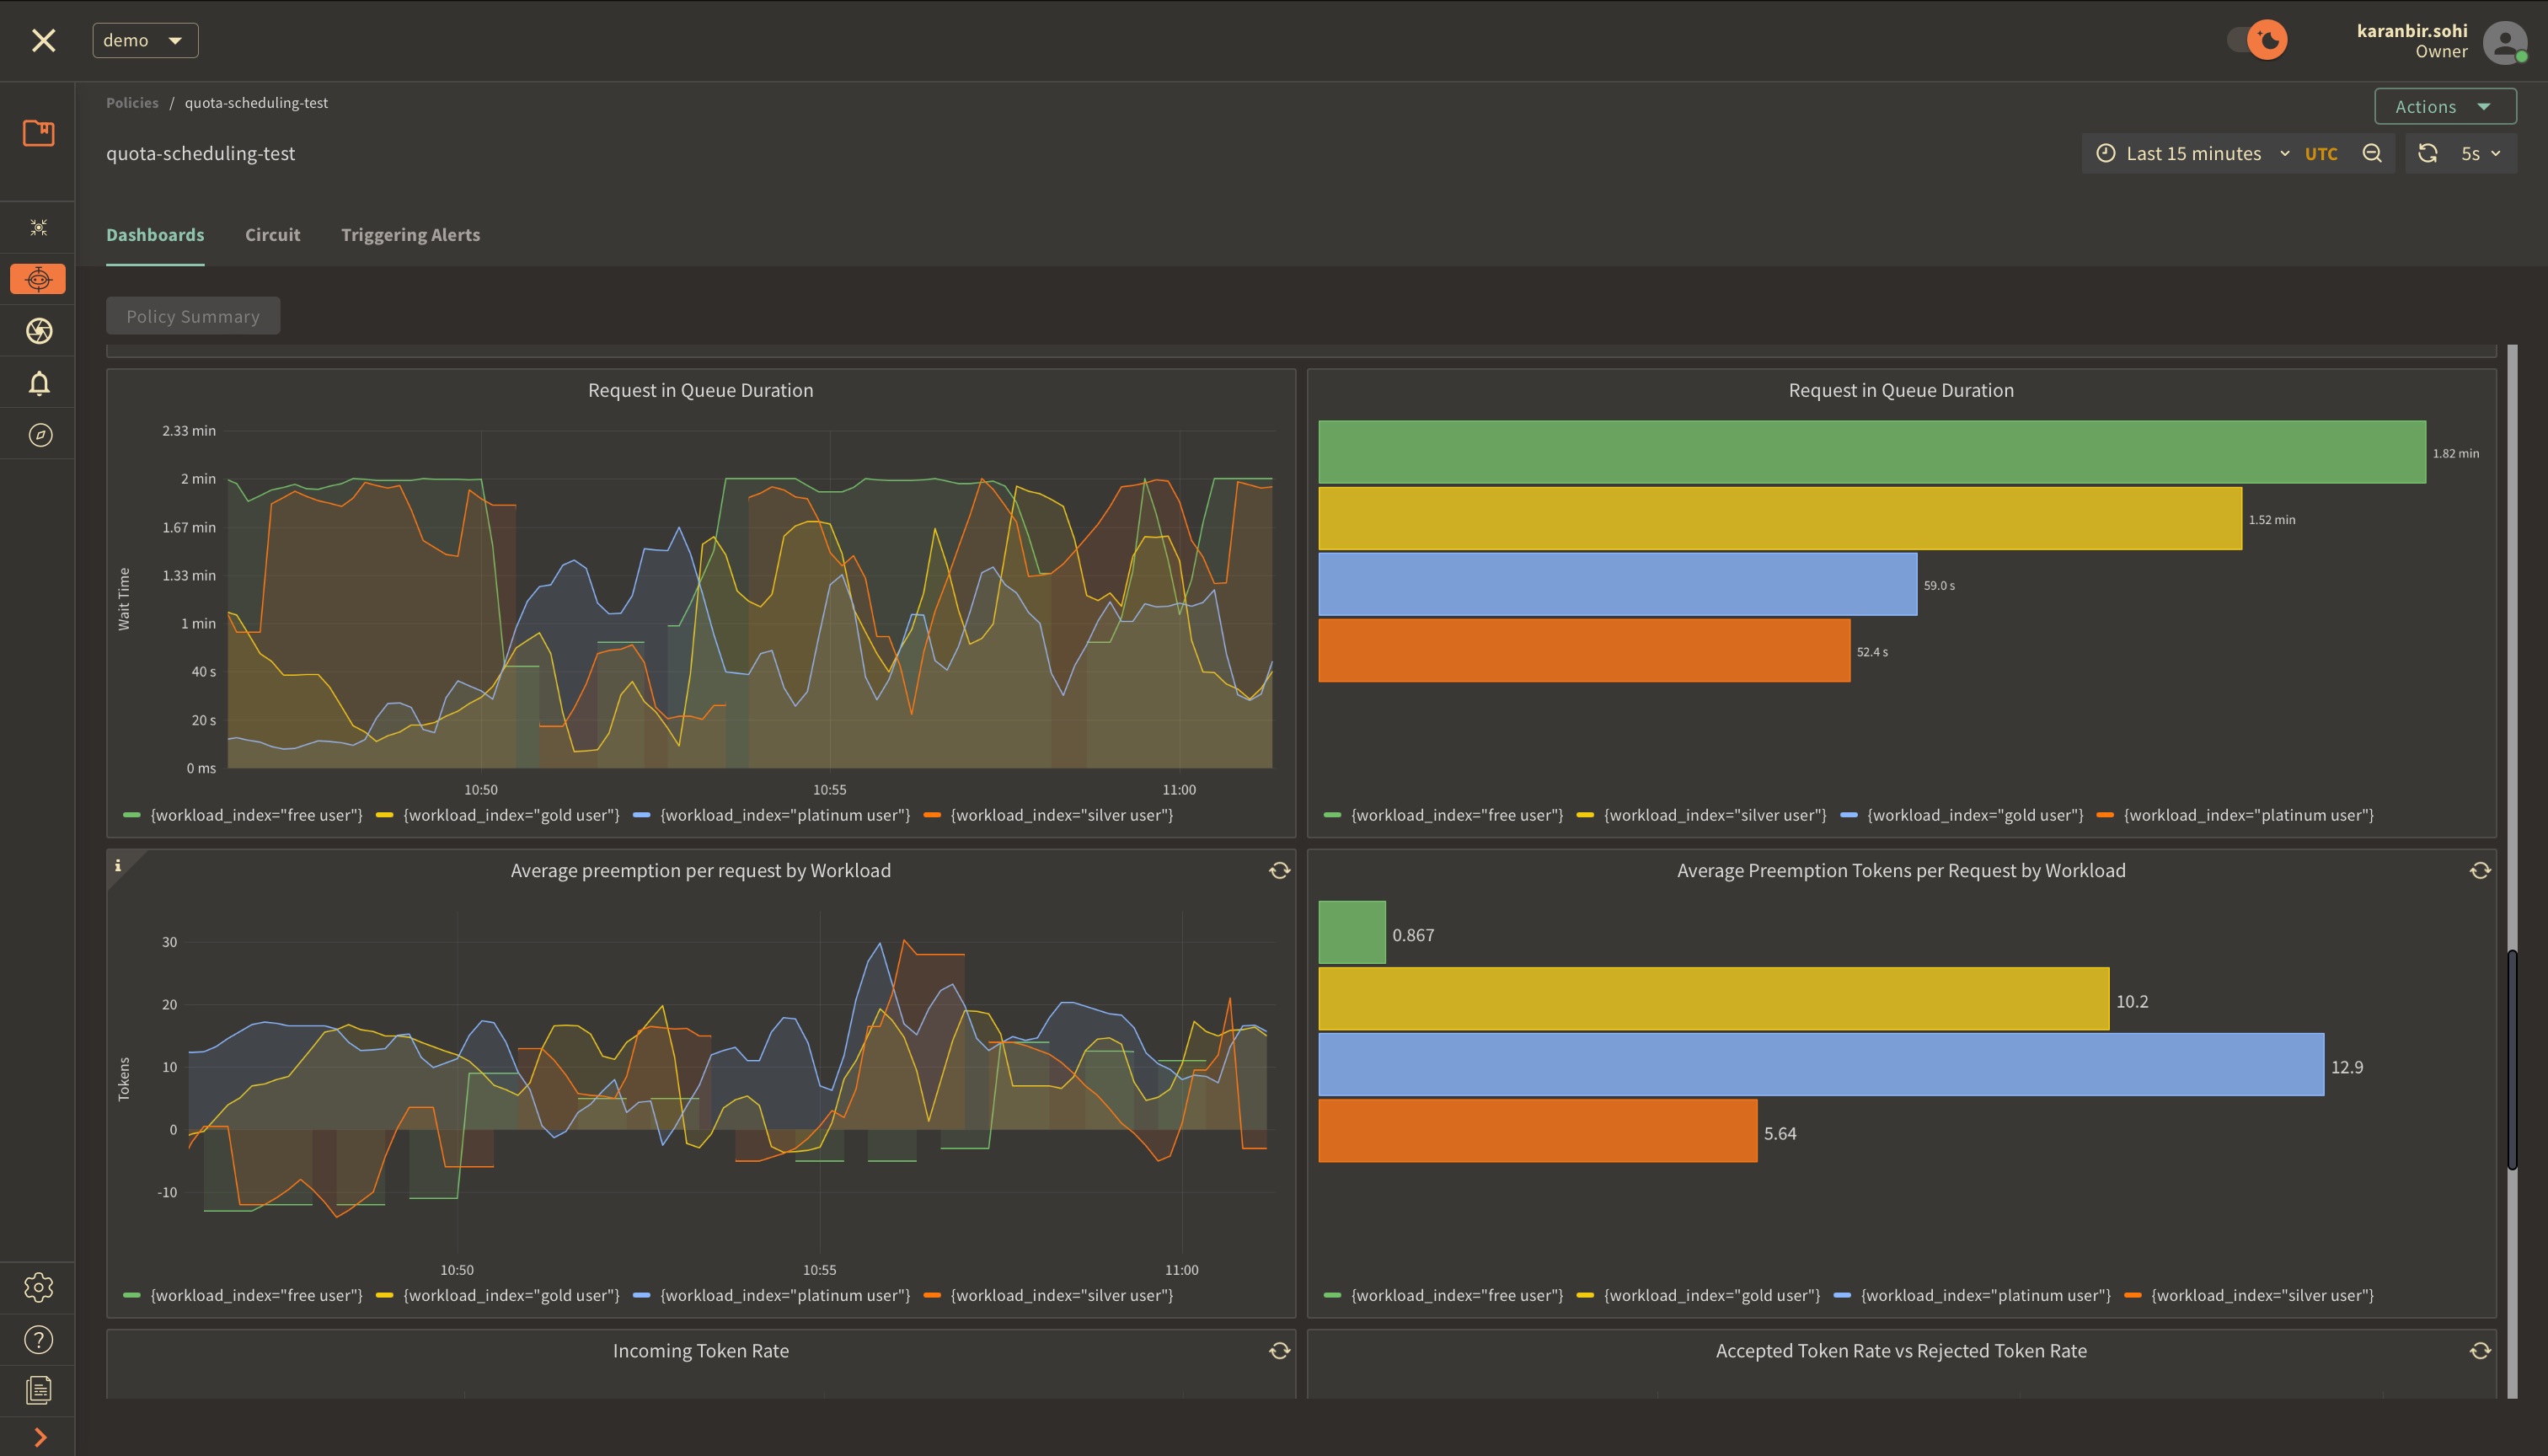 demo
karanbir.sohi
Owner
Policies / quota-scheduling-test
Actions
quota-scheduling-test
Last 15 minutes UTC 5s
Dashboards Circuit Triggering Alerts
Policy Summary
Request in Queue Duration
2.33 min
2 min
1.67 min
1.33 min
1 min
40 s
20 s
0 ms
Wait Time
10:50 10:55 11:00
{workload_index="free user"} {workload_index="gold user"} {workload_index="platinum user"} {workload_index="silver user"}
Request in Queue Duration
1.82 min
1.52 min
59.0 s
52.4 s
{workload_index="free user"} {workload_index="silver user"} {workload_index="gold user"} {workload_index="platinum user"}
i
Average preemption per request by Workload
30
20
10
0
-10
Tokens
10:50 10:55 11:00
{workload_index="free user"} {workload_index="gold user"} {workload_index="platinum user"} {workload_index="silver user"}
Average Preemption Tokens per Request by Workload
0.867
10.2
12.9
5.64
{workload_index="free user"} {workload_index="gold user"} {workload_index="platinum user"} {workload_index="silver user"}
Incoming Token Rate
Accepted Token Rate vs Rejected Token Rate